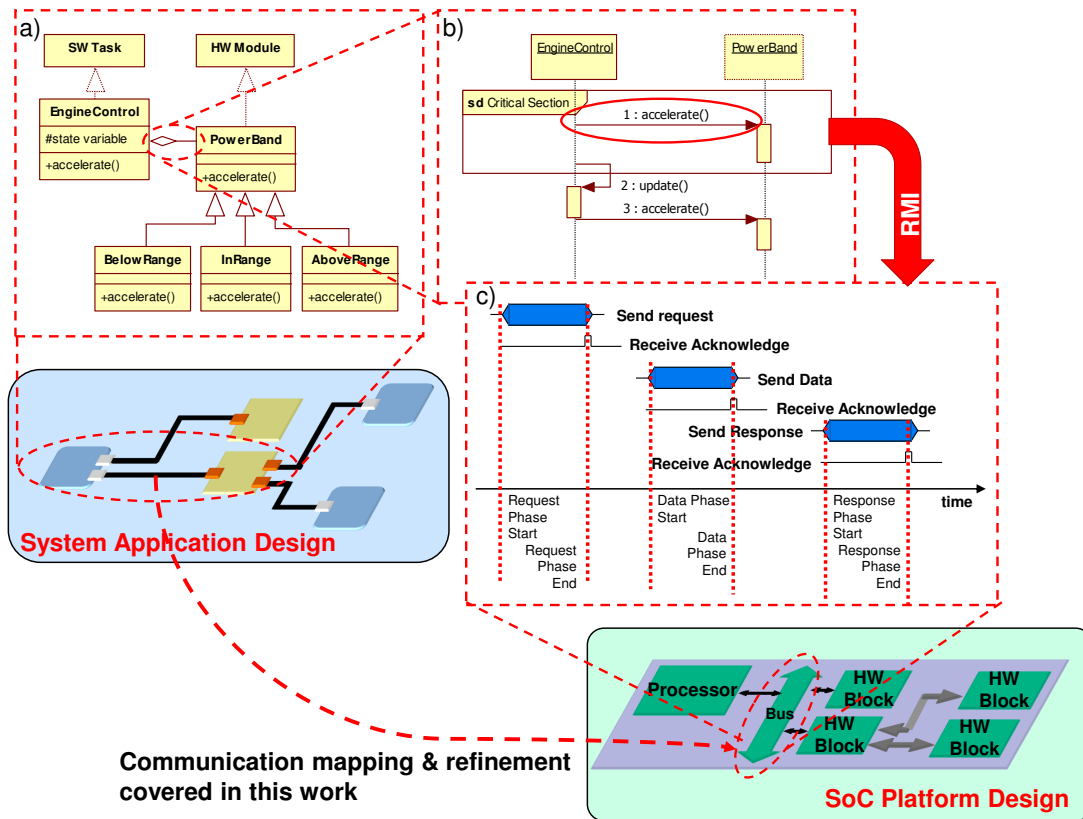 a)
SW Task
HW Module
EngineControl
#state variable
+accelerate()
PowerBand
+accelerate()
BelowRange
+accelerate()
InRange
+accelerate()
AboveRange
+accelerate()
b)
EngineControl
PowerBand
sd Critical Section
1 : accelerate()
2 : update()
3 : accelerate()
RMI
c)
Send request
Receive Acknowledge
Send Data
Receive Acknowledge
Send Response
Receive Acknowledge
time
Request
Phase
Start
Request
Phase
End
Data Phase
Start
Data
Phase
End
Response
Phase
Start
Response
Phase
End
System Application Design
Communication mapping & refinement
covered in this work
Processor
Bus
HW
Block
HW
Block
HW
Block
HW
Block
SoC Platform Design